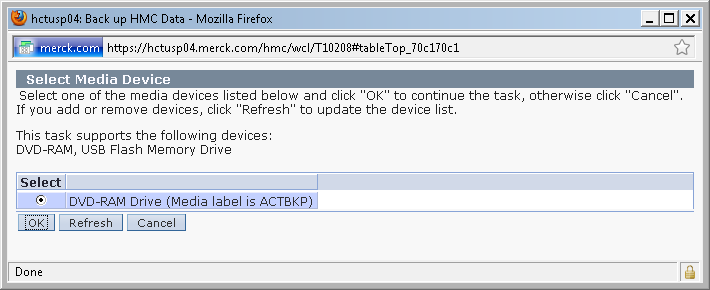 hctusp04: Back up HMC Data - Mozilla Firefox
merck.com https://hctusp04.merck.com/hmc/wcl/T10208#tableTop_70c170c1
Select Media Device
Select one of the media devices listed below and click "OK" to continue the task, otherwise click "Cancel".
If you add or remove devices, click "Refresh" to update the device list.
This task supports the following devices:
DVD-RAM, USB Flash Memory Drive
Select
DVD-RAM Drive (Media label is ACTBKP)
OK Refresh Cancel
Done